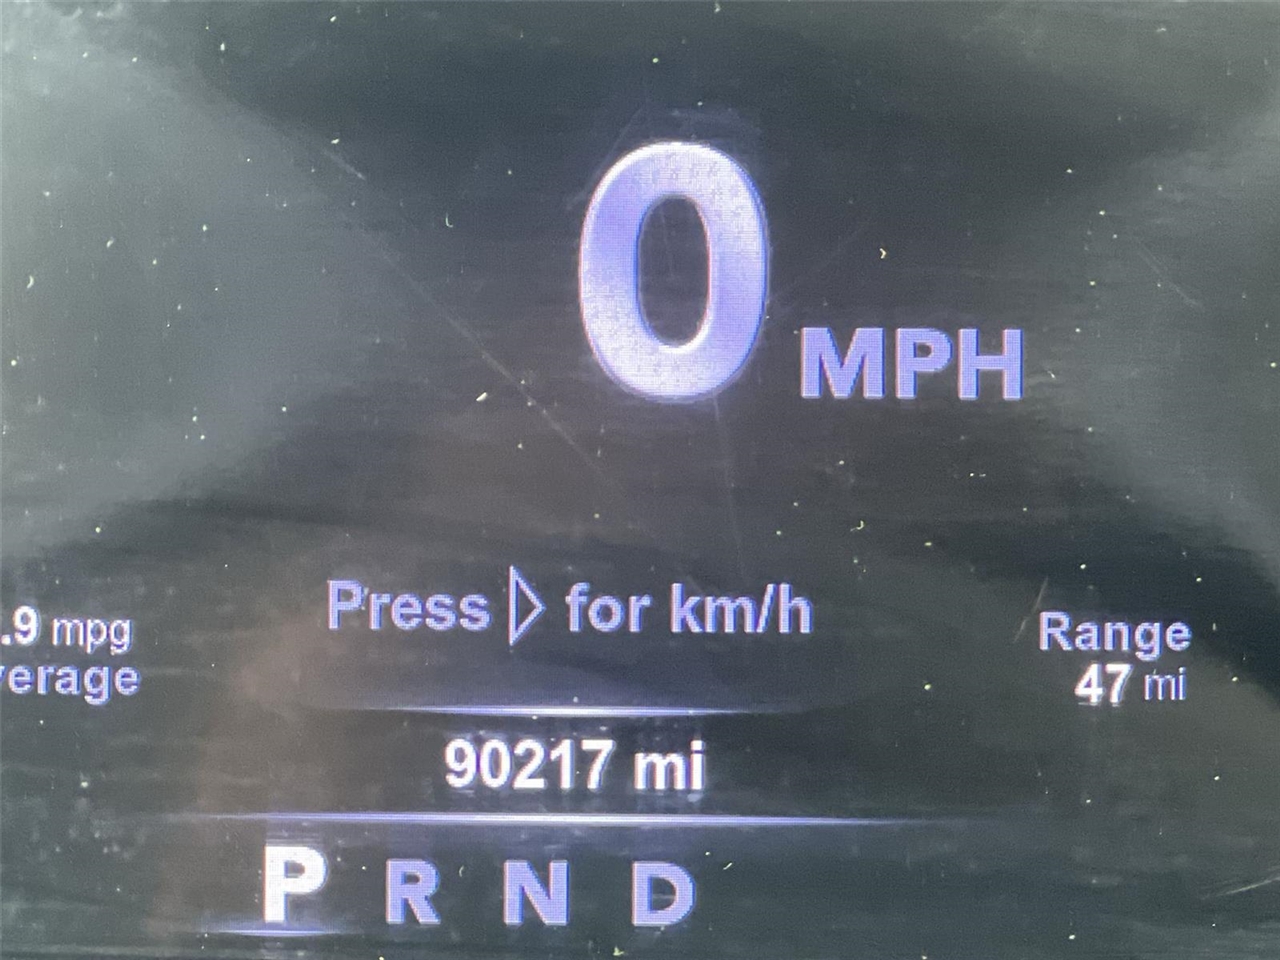 0 MPH
Press ▷ for km/h
.9 mpg
verage
Range
47 mi
90217 mi
P R N D